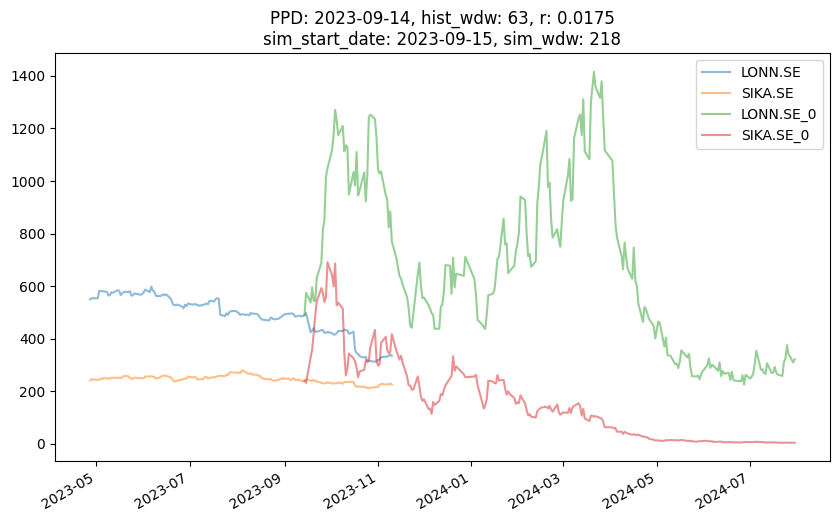 PPD: 2023-09-14, hist_wdw: 63, r: 0.0175
sim_start_date: 2023-09-15, sim_wdw: 218
LONN.SE
SIKA.SE
LONN.SE_0
SIKA.SE_0
1400
1200
1000
800
600
400
200
0
2023-05
2023-07
2023-09
2023-11
2024-01
2024-03
2024-05
2024-07